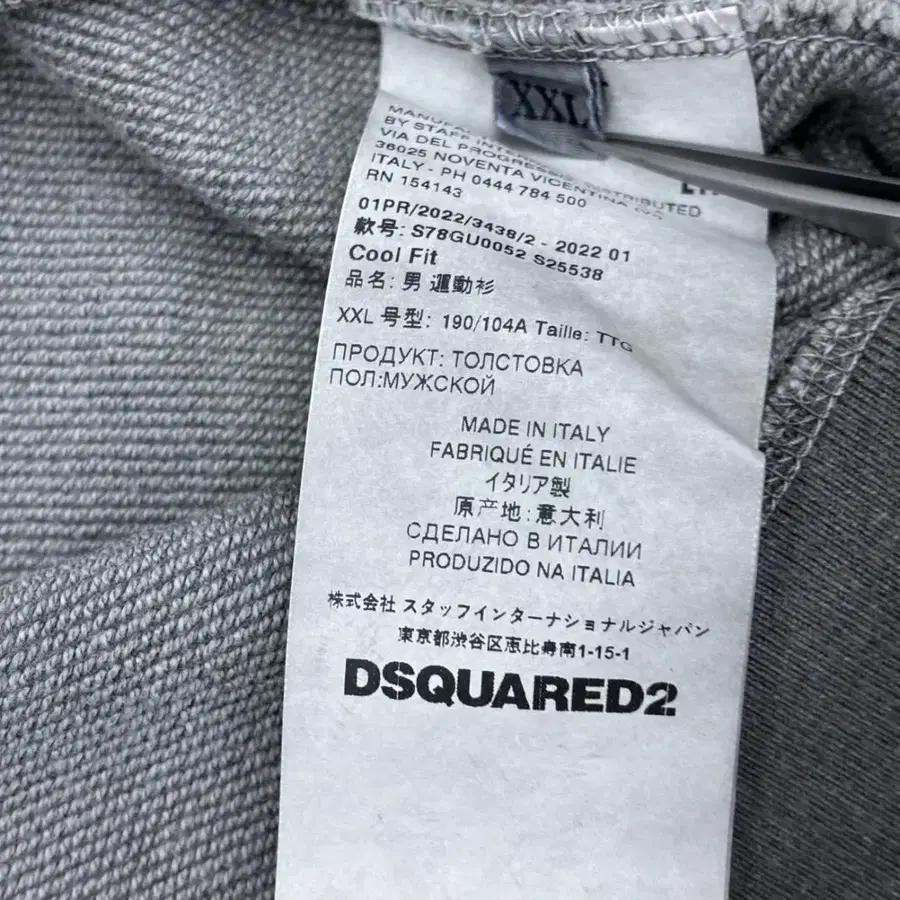 XXL
BY STAFF
VIA DEL DISTRIBUTED
36025 NOVENTA VICENTINA
ITALY - PH 0444 784 500
RN 154143
01PR/2022/3438/2 - 2022 01
款号: S78GU0052 S25538
Cool Fit
品名: 男 運動衫
XXL 号型: 190/104A Taille: TTG
ПРОДУКТ: ТОЛСТОВКА
ПОЛ:МУЖСКОЙ
MADE IN ITALY
FABRIQUÉ EN ITALIE
イタリア製
原产地:意大利
СДЕЛАНО В ИТАЛИИ
PRODUZIDO NA ITALIA
株式会社 スタッフインターナショナルジャパン
東京都渋谷区恵比寿南1-15-1
DSQUARED2